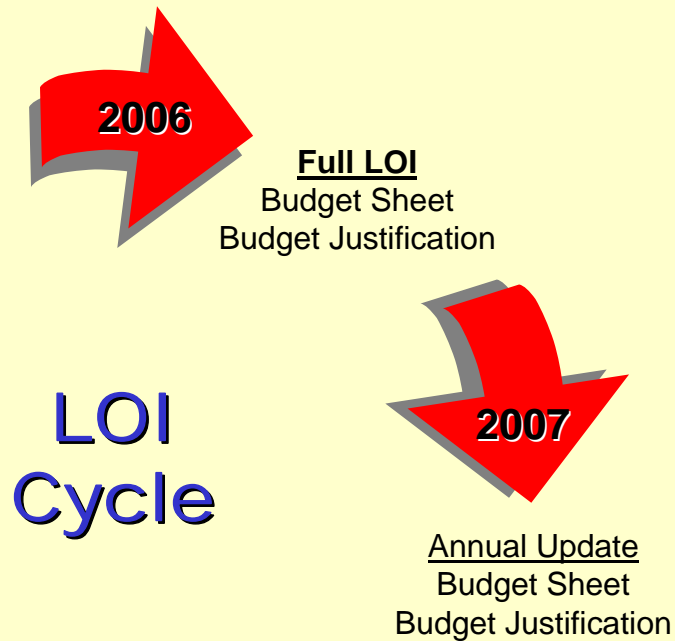 2006
Full LOI
Budget Sheet
Budget Justification
2007
LOI
Cycle
Annual Update
Budget Sheet
Budget Justification